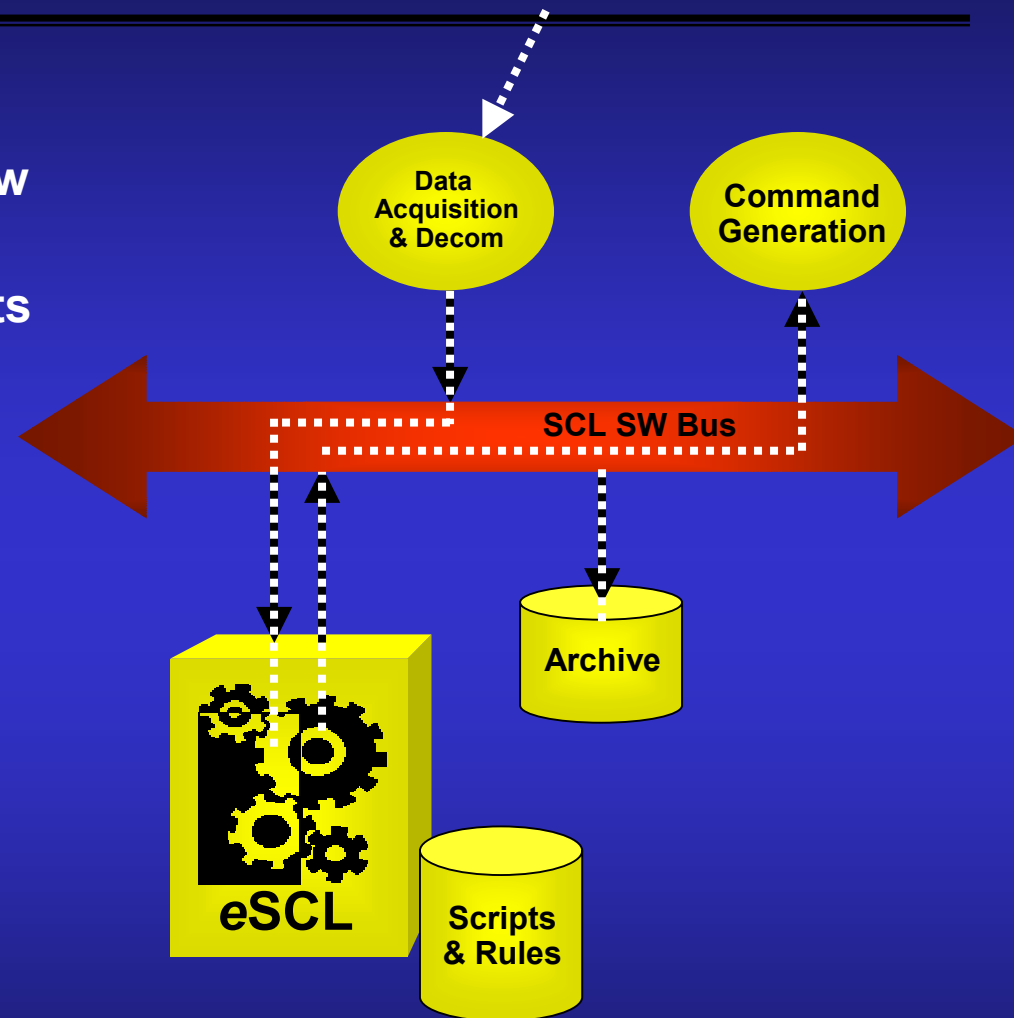 Data
Acquisition
& Decom
Command
Generation
SCL SW Bus
Archive
eSCL
Scripts
& Rules